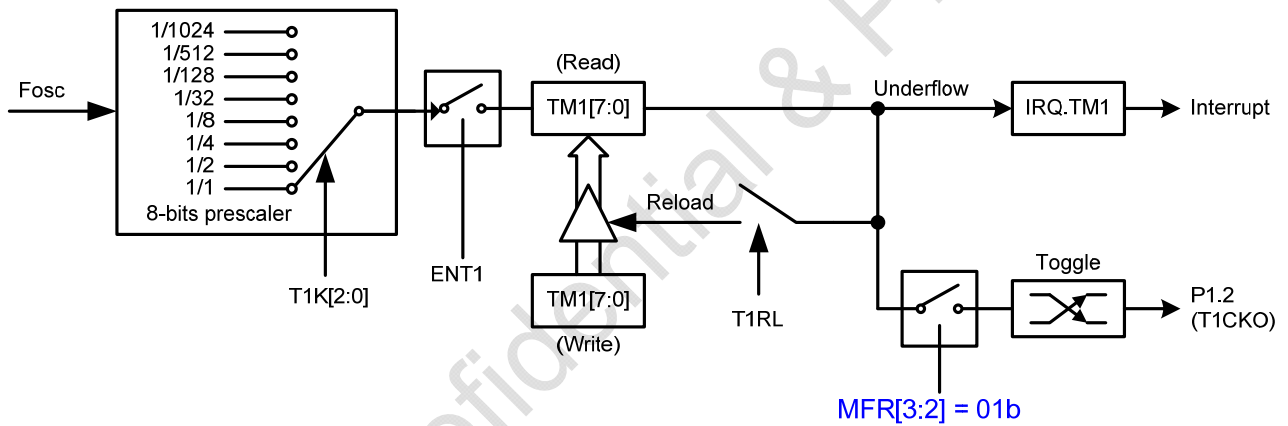 1/1024
1/512
1/128
1/32
1/8
1/4
1/2
1/1
8-bits prescaler
Fosc
T1K[2:0]
ENT1
(Read)
TM1[7:0]
Reload
TM1[7:0]
(Write)
T1RL
Underflow
IRQ.TM1
Interrupt
Toggle
P1.2
(T1CKO)
MFR[3:2] = 01b
onfidential & P